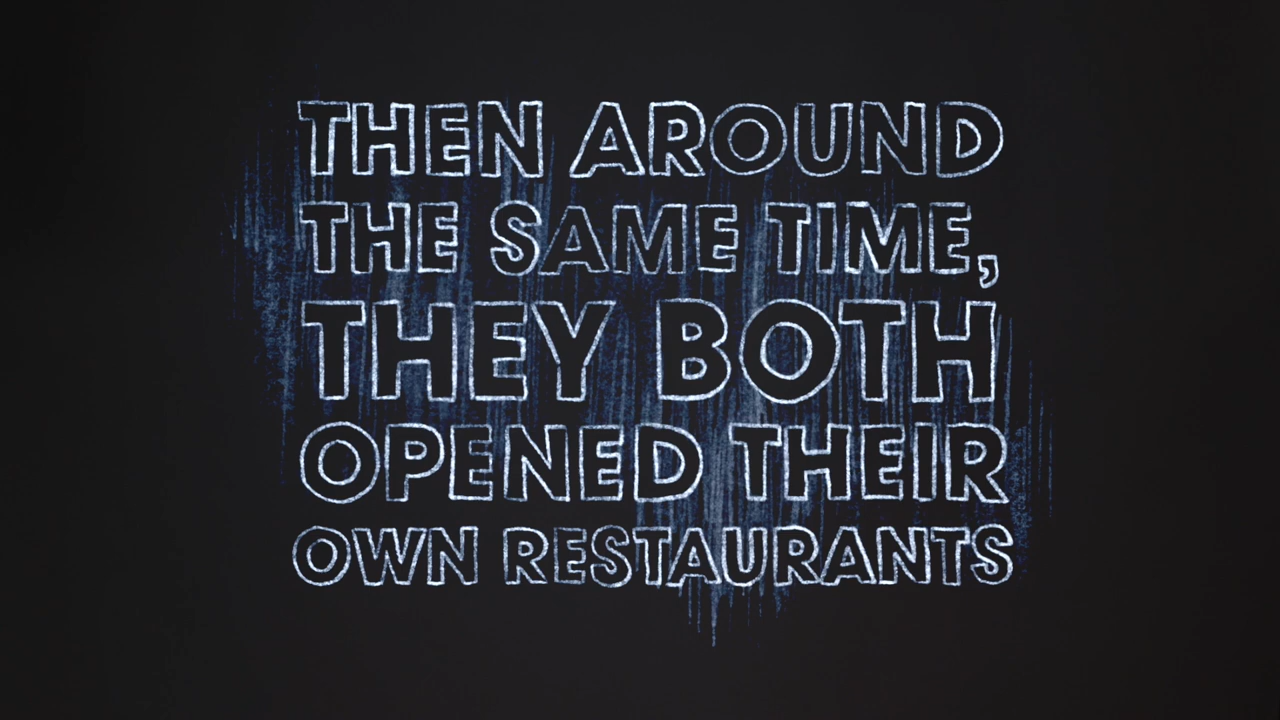 THEN AROUND
THE SAME TIME,
THEY BOTH
OPENED THEIR
OWN RESTAURANTS